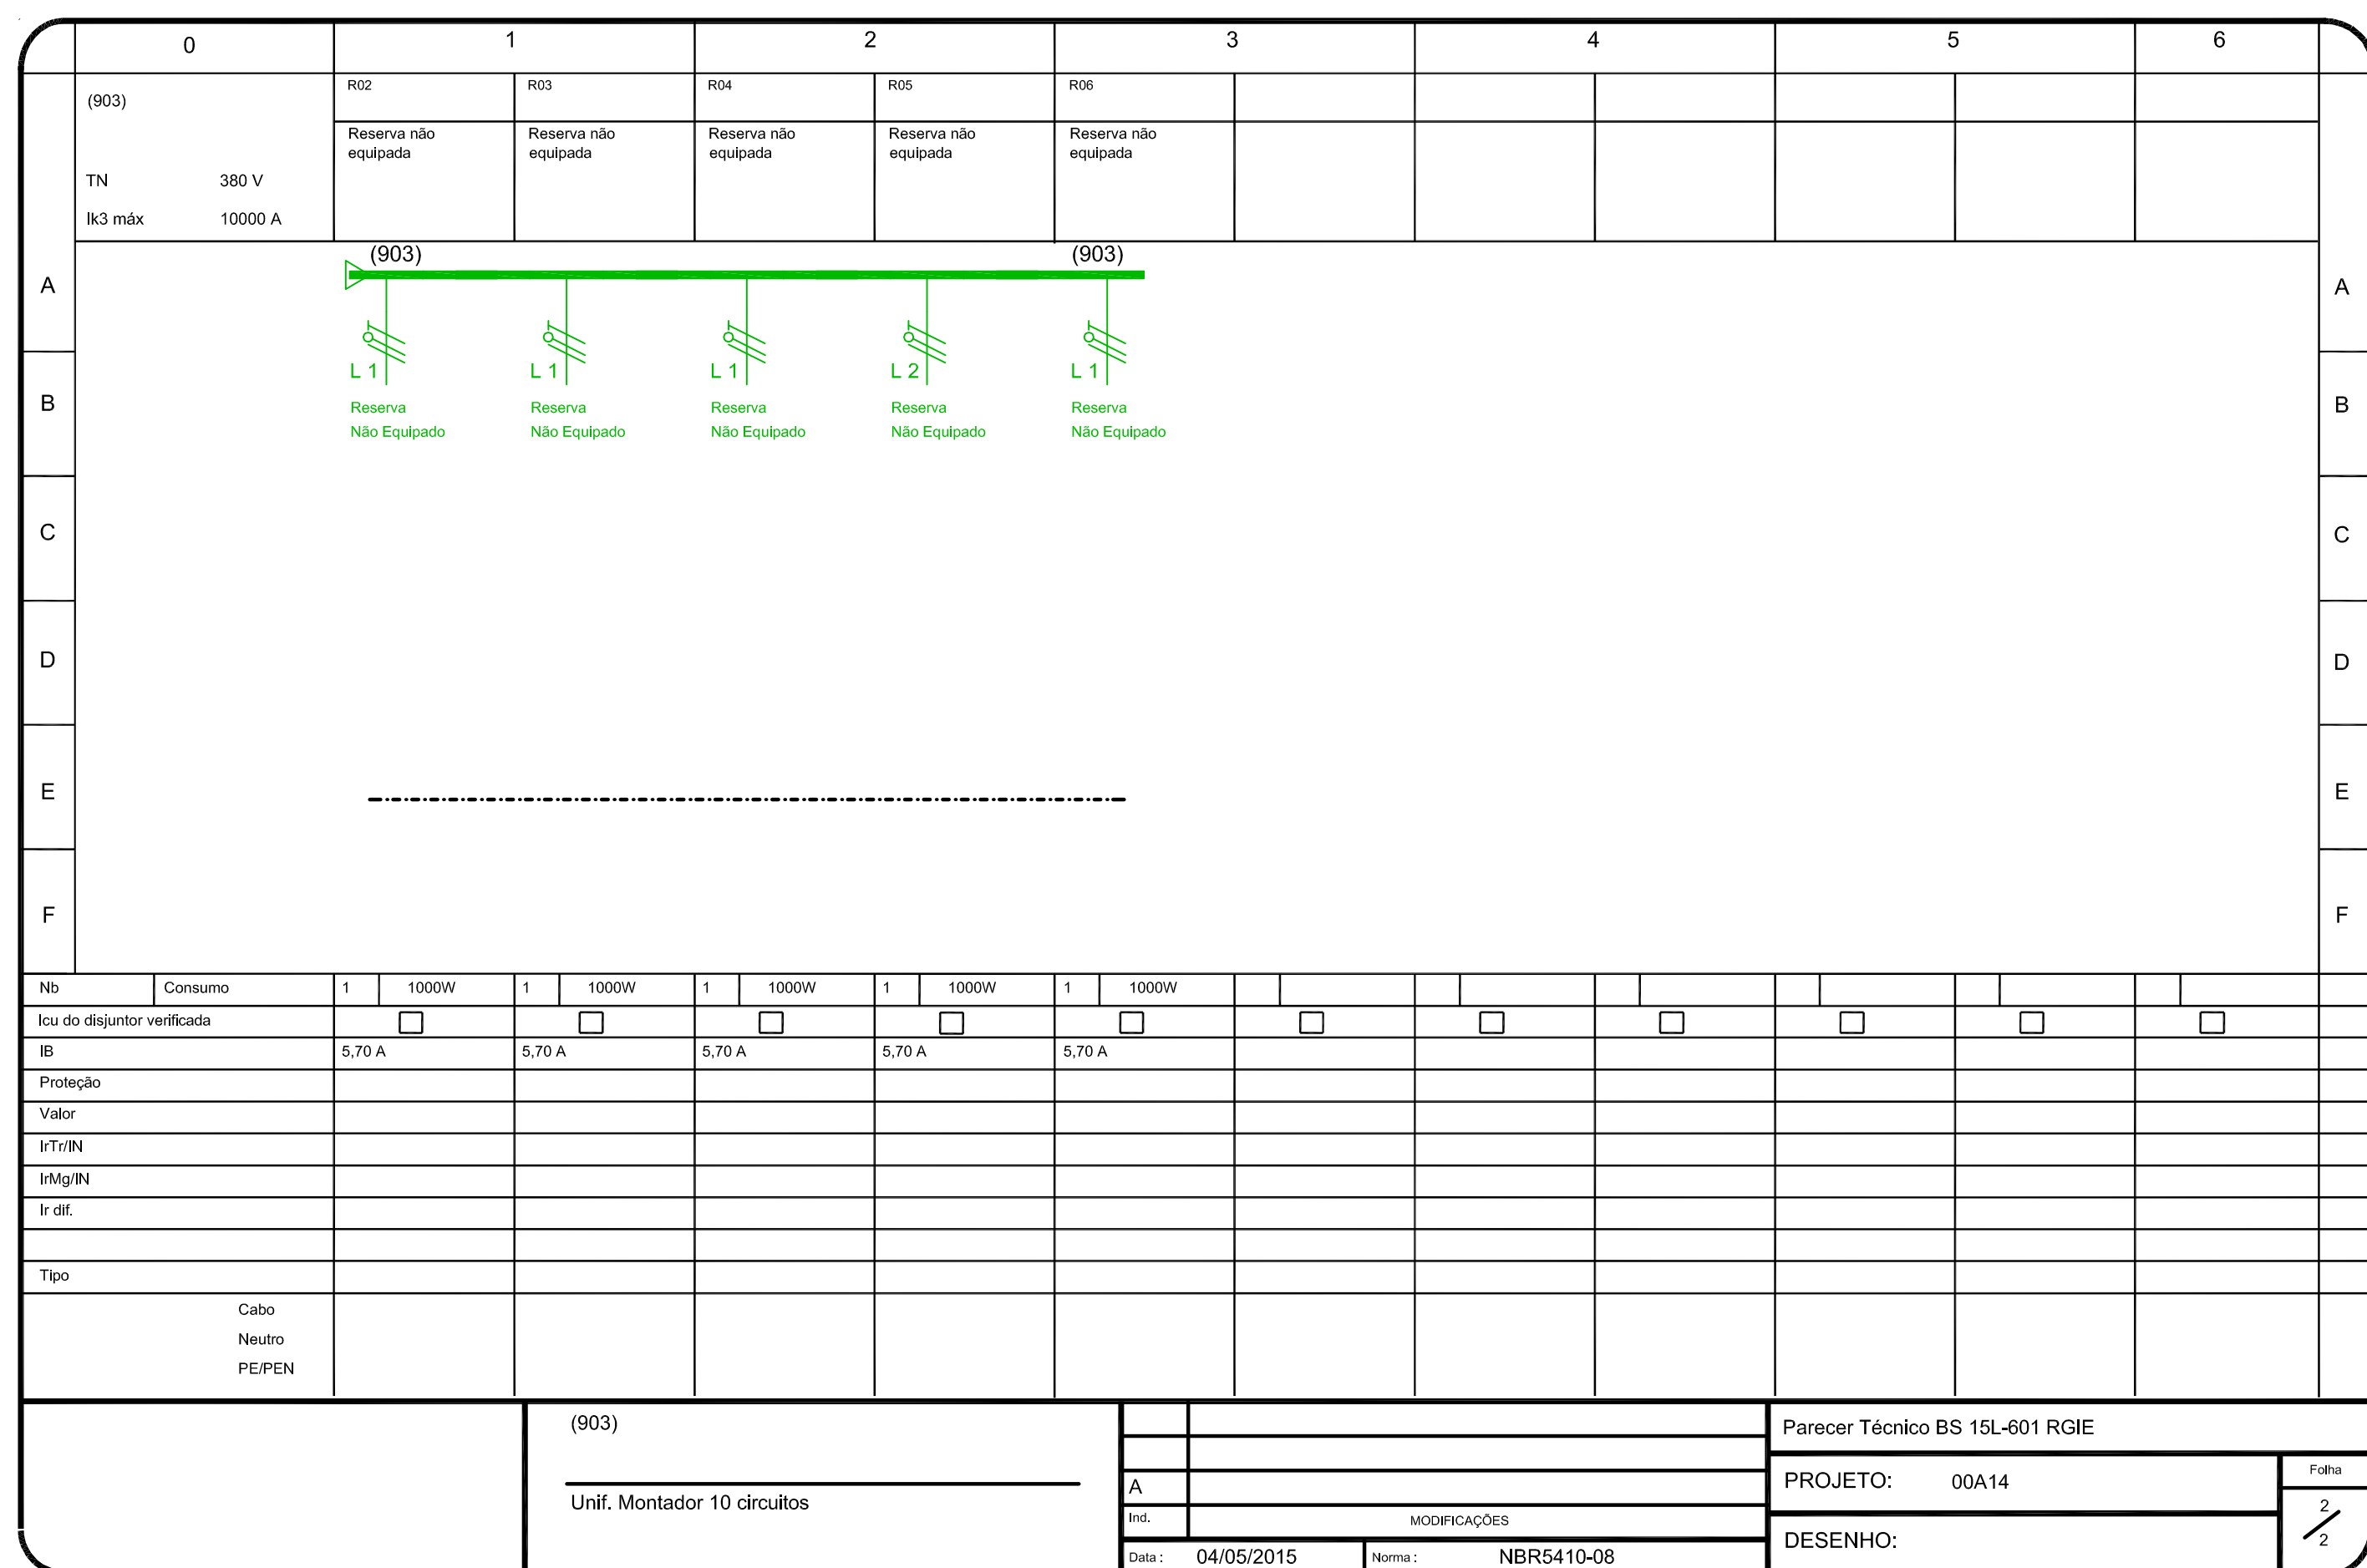 0 1 2 3 4 5 6
(903)
TN 380 V
Ik3 máx 10000 A
R02 R03 R04 R05 R06
Reserva não Reserva não Reserva não Reserva não Reserva não
equipada equipada equipada equipada equipada
(903) (903)
A A
L 1 L 1 L 1 L 2 L 1
B B
Reserva Reserva Reserva Reserva Reserva
Não Equipado Não Equipado Não Equipado Não Equipado Não Equipado
C C
D D
E E
F F
Nb Consumo 1 1000W 1 1000W 1 1000W 1 1000W 1 1000W
Icu do disjuntor verificada
IB 5,70 A 5,70 A 5,70 A 5,70 A 5,70 A
Proteção
Valor
IrTr/IN
IrMg/IN
Ir dif.
Tipo
Cabo
Neutro
PE/PEN
(903)
Unif. Montador 10 circuitos
A
Ind. MODIFICAÇÕES
Data : 04/05/2015 Norma : NBR5410-08
Parecer Técnico BS 15L-601 RGIE
PROJETO: 00A14
DESENHO:
Folha
2
2